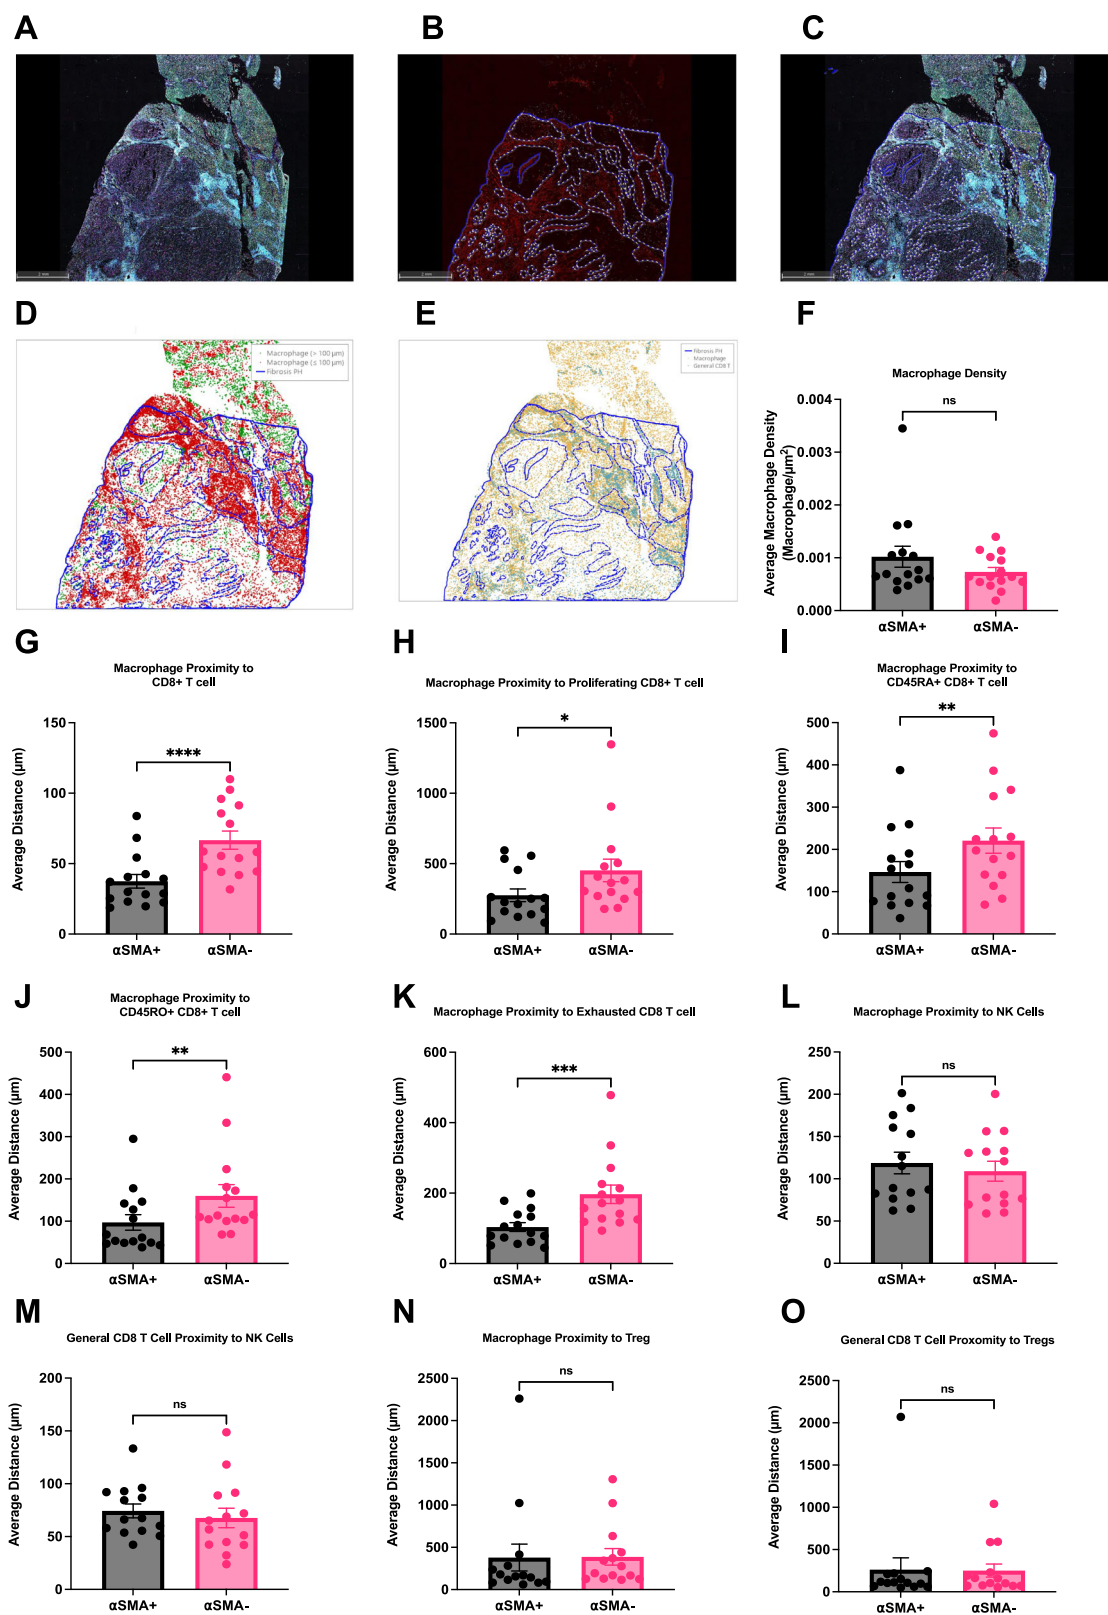 A
B
C
2 mm
2 mm
2 mm
D
E
F
Macrophage (> 100 µm)
Macrophage (≤ 100 µm)
Fibrosis PH
Fibrosis PH
Macrophage
General CD8 T
Macrophage Density
Average Macrophage Density
(Macrophage/µm²)
0.004
0.003
0.002
0.001
0.000
ns
αSMA+
αSMA-
G
Macrophage Proximity to
CD8+ T cell
Average Distance (µm)
150
100
50
0
****
αSMA+
αSMA-
H
Macrophage Proximity to Proliferating CD8+ T cell
Average Distance (µm)
1500
1000
500
0
*
αSMA+
αSMA-
I
Macrophage Proximity to
CD45RA+ CD8+ T cell
Average Distance (µm)
500
400
300
200
100
0
**
αSMA+
αSMA-
J
Macrophage Proximity to
CD45RO+ CD8+ T cell
Average Distance (µm)
500
400
300
200
100
0
**
αSMA+
αSMA-
K
Macrophage Proximity to Exhausted CD8 T cell
Average Distance (µm)
600
400
200
0
***
αSMA+
αSMA-
L
Macrophage Proximity to NK Cells
Average Distance (µm)
250
200
150
100
50
0
ns
αSMA+
αSMA-
M
General CD8 T Cell Proximity to NK Cells
Average Distance (µm)
200
150
100
50
0
ns
αSMA+
αSMA-
N
Macrophage Proximity to Treg
Average Distance (µm)
2500
2000
1500
1000
500
0
ns
αSMA+
αSMA-
O
General CD8 T Cell Proxomity to Tregs
Average Distance (µm)
2500
2000
1500
1000
500
0
ns
αSMA+
αSMA-